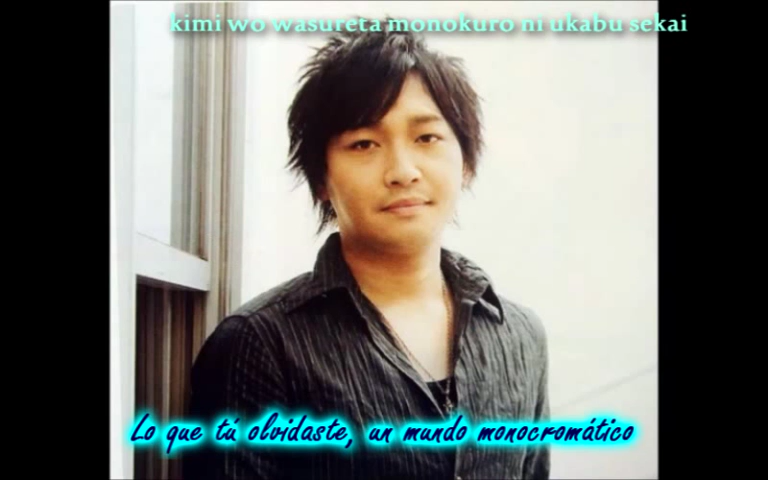 kimi wo wasureta monokuro ni ukabu sekai
Lo que tú olvidaste, un mundo monocromático